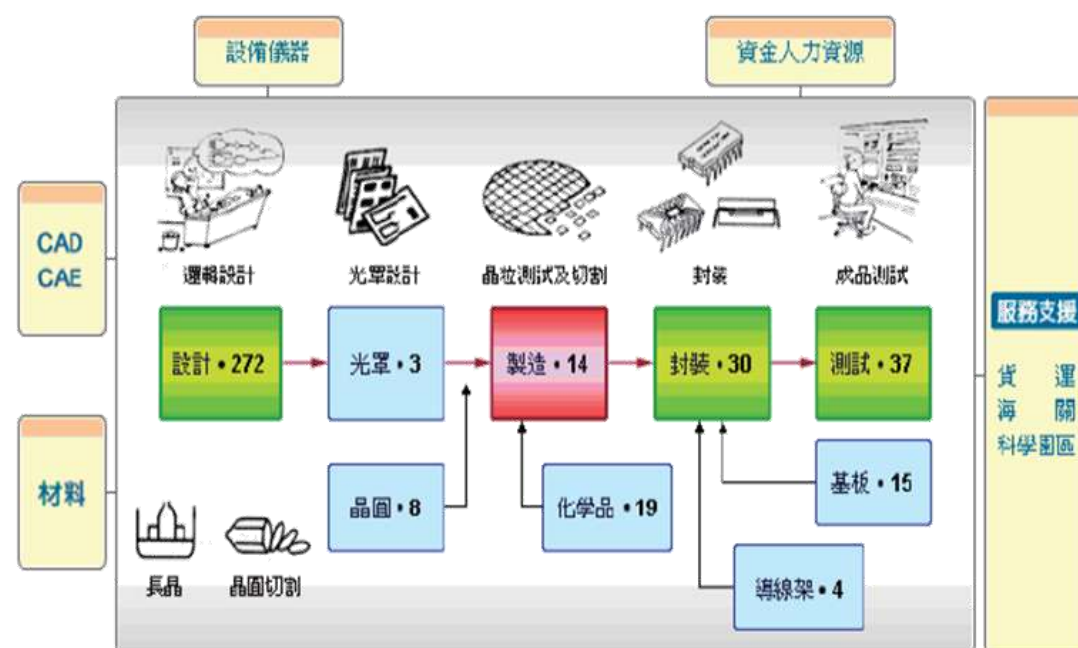 設備儀器
資金人力資源
CAD
CAE
材料
邏輯設計
光罩設計
晶粒測試及切割
封裝
成品測試
設計•272
光罩•3
製造•14
封裝•30
測試•37
晶圓•8
化學品•19
基板•15
導線架•4
長晶
晶圓切割
服務支援
貨 運
海 關
科學園區